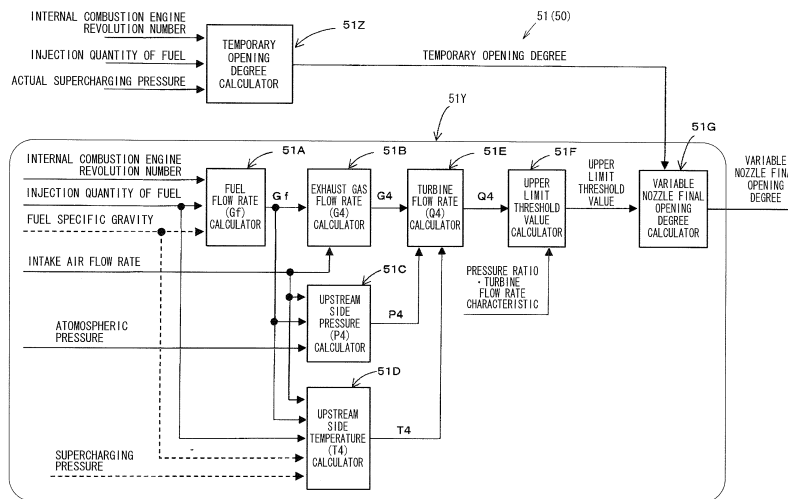 INTERNAL COMBUSTION ENGINE
REVOLUTION NUMBER
INJECTION QUANTITY OF FUEL
ACTUAL SUPERCHARGING PRESSURE
51Z
TEMPORARY
OPENING
DEGREE
CALCULATOR
51(50)
TEMPORARY OPENING DEGREE
51Y
INTERNAL COMBUSTION ENGINE
REVOLUTION NUMBER
INJECTION QUANTITY OF FUEL
FUEL SPECIFIC GRAVITY
INTAKE AIR FLOW RATE
51A
FUEL
FLOW RATE
(Gf)
CALCULATOR
Gf
51B
EXHAUST GAS
FLOW RATE
(G4)
CALCULATOR
G4
51E
TURBINE
FLOW RATE
(Q4)
CALCULATOR
Q4
51F
UPPER
LIMIT
THRESHOLD
VALUE
CALCULATOR
UPPER
LIMIT
THRESHOLD
VALUE
51G
VARIABLE
NOZZLE FINAL
OPENING
DEGREE
CALCULATOR
VARIABLE
NOZZLE FINAL
OPENING
DEGREE
PRESSURE RATIO
・TURBINE
FLOW RATE
CHARACTERISTIC
ATOMOSPHERIC
PRESSURE
51C
UPSTREAM
SIDE
PRESSURE
(P4)
CALCULATOR
P4
51D
UPSTREAM
SIDE
TEMPERATURE
(T4)
CALCULATOR
T4
SUPERCHARGING
PRESSURE